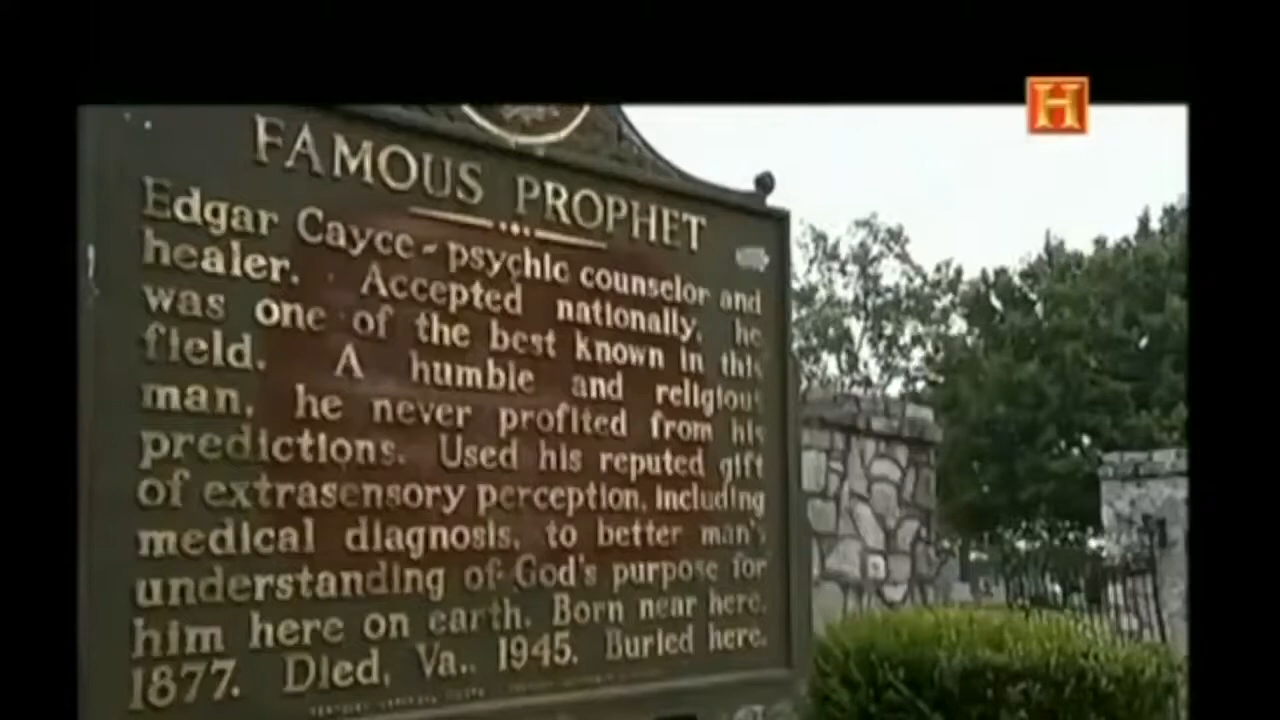 H
FAMOUS PROPHET
Edgar Cayce - psychic counselor and
healer. Accepted nationally, he
was one of the best known in this
field. A humble and religious
man, he never profited from his
predictions. Used his reputed gift
of extrasensory perception, including
medical diagnosis, to better man's
understanding of God's purpose for
him here on earth. Born near here,
1877. Died, Va., 1945. Buried here.